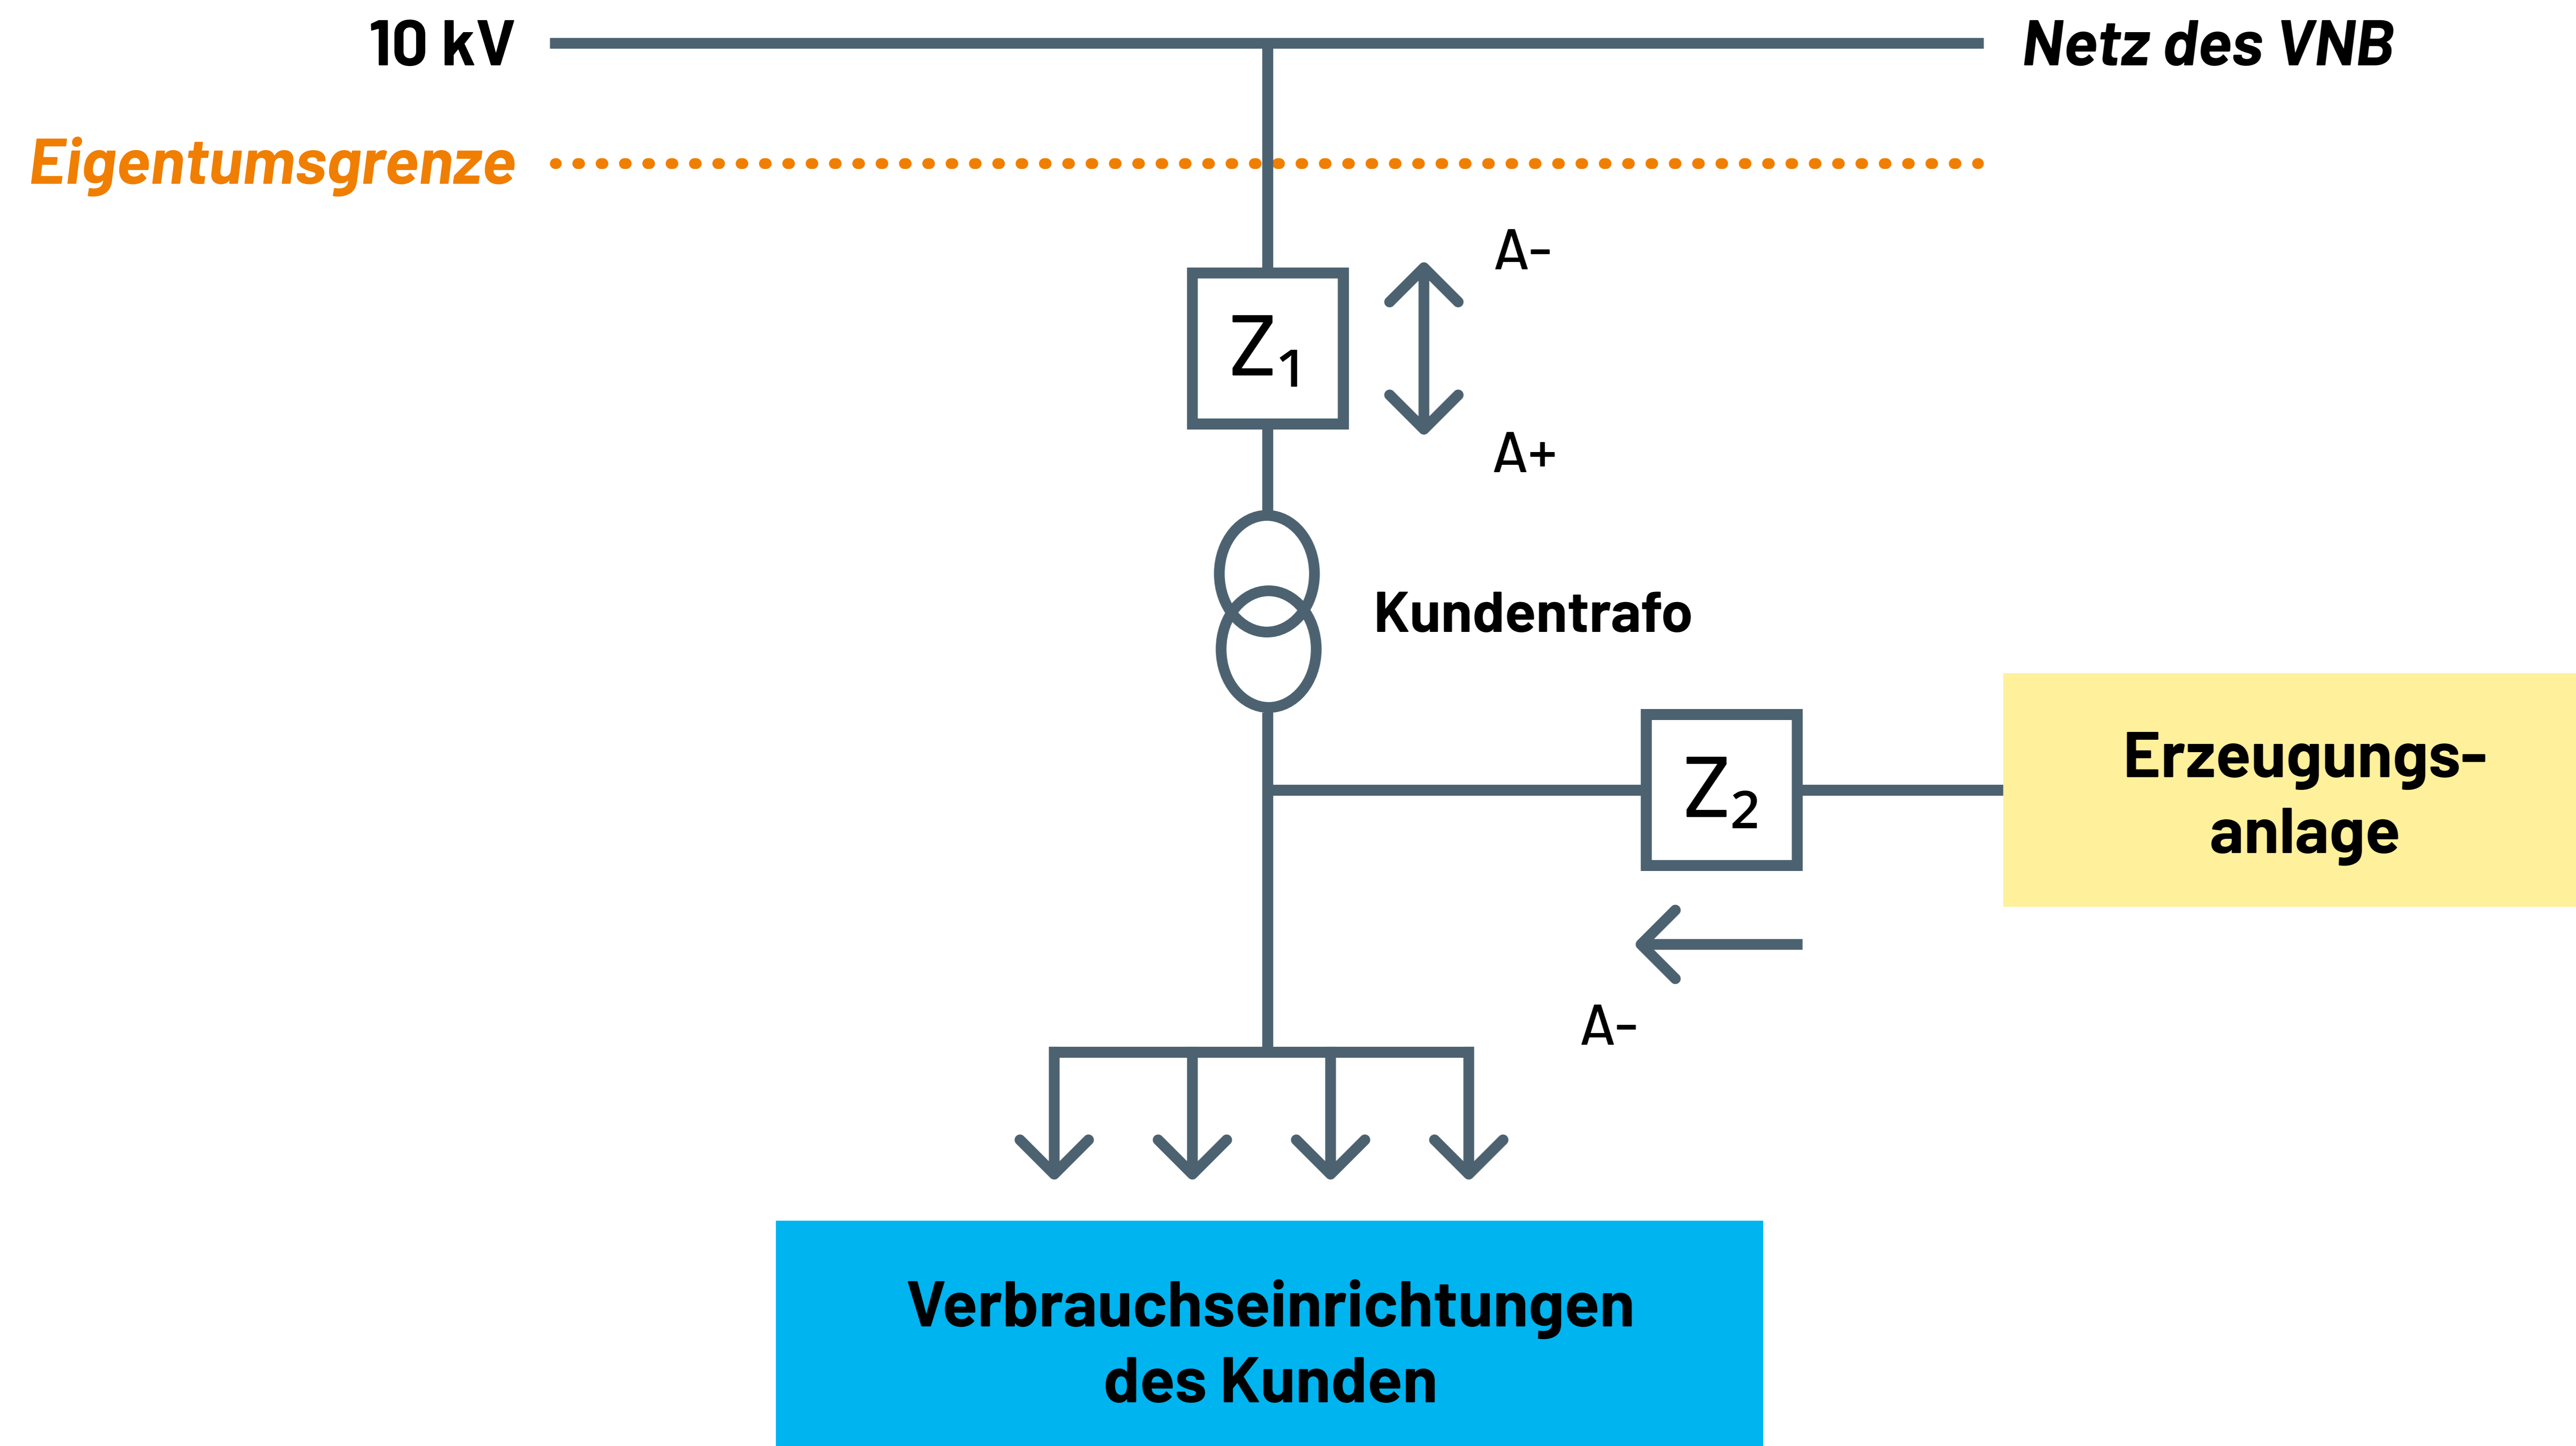 10 kV
Netz des VNB
Eigentumsgrenze
A-
Z₁
A+
Kundentrafo
Z₂
Erzeugungs-
anlage
A-
Verbrauchseinrichtungen
des Kunden